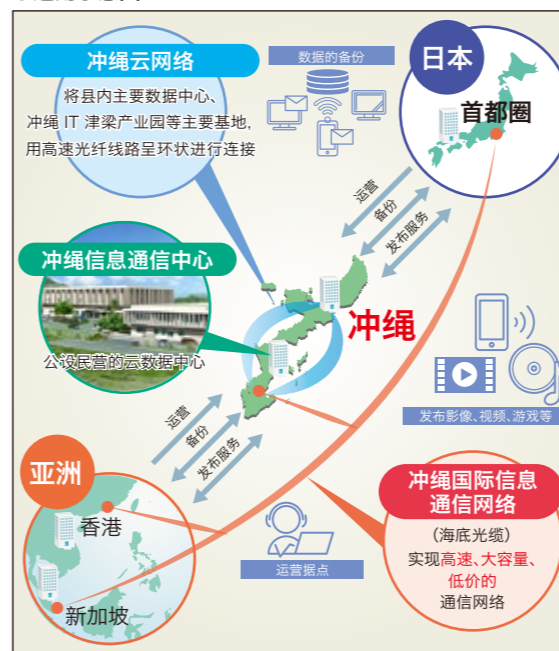 冲绳云网络
将县内主要数据中心、
冲绳 IT 津梁产业园等主要基地,
用高速光纤线路呈环状进行连接
数据的备份
日本
首都圈
运营
备份
发布服务
冲绳信息通信中心
公设民营的云数据中心
冲绳
发布影像、视频、游戏等
运营
备份
发布服务
亚洲
香港
新加坡
运营据点
冲绳国际信息
通信网络
(海底光缆)
实现高速、大容量、
低价的
通信网络